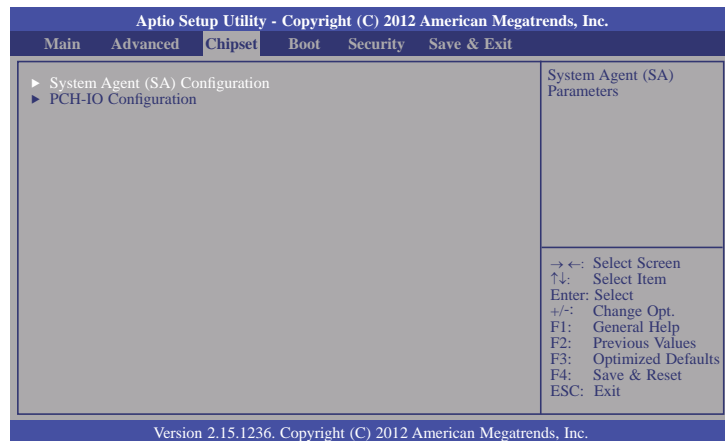 Aptio Setup Utility - Copyright (C) 2012 American Megatrends, Inc.
Main Advanced Chipset Boot Security Save & Exit
► System Agent (SA) Configuration
► PCH-IO Configuration
System Agent (SA)
Parameters
→ ←: Select Screen
↑↓: Select Item
Enter: Select
+/-: Change Opt.
F1: General Help
F2: Previous Values
F3: Optimized Defaults
F4: Save & Reset
ESC: Exit
Version 2.15.1236. Copyright (C) 2012 American Megatrends, Inc.